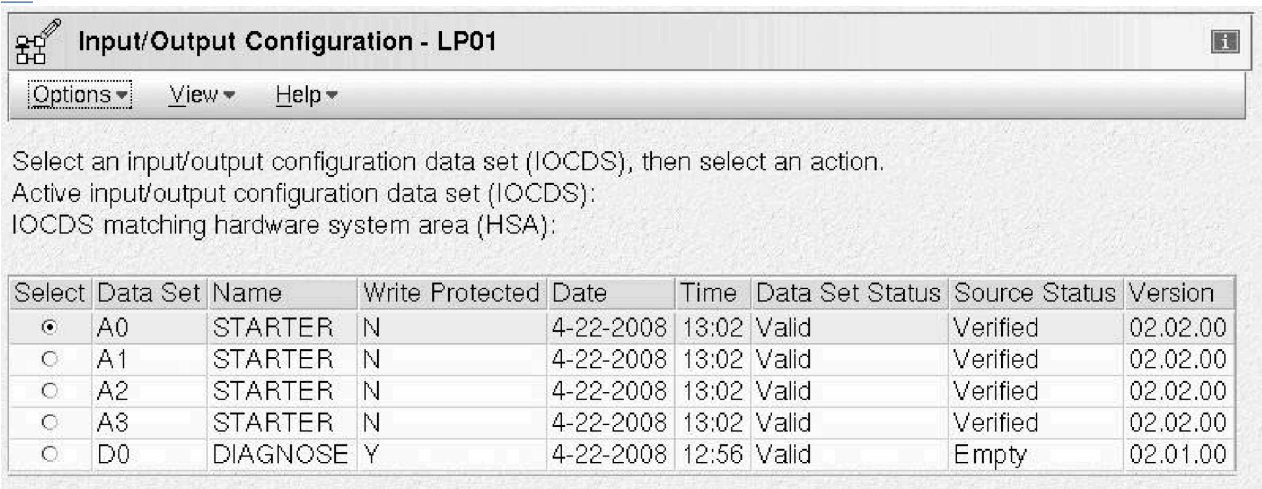 Input/Output Configuration - LP01
i
Options View Help
Select an input/output configuration data set (IOCDS), then select an action.
Active input/output configuration data set (IOCDS):
IOCDS matching hardware system area (HSA):
Select Data Set Name Write Protected Date Time Data Set Status Source Status Version
A0 STARTER N 4-22-2008 13:02 Valid Verified 02.02.00
A1 STARTER N 4-22-2008 13:02 Valid Verified 02.02.00
A2 STARTER N 4-22-2008 13:02 Valid Verified 02.02.00
A3 STARTER N 4-22-2008 13:02 Valid Verified 02.02.00
D0 DIAGNOSE Y 4-22-2008 12:56 Valid Empty 02.01.00